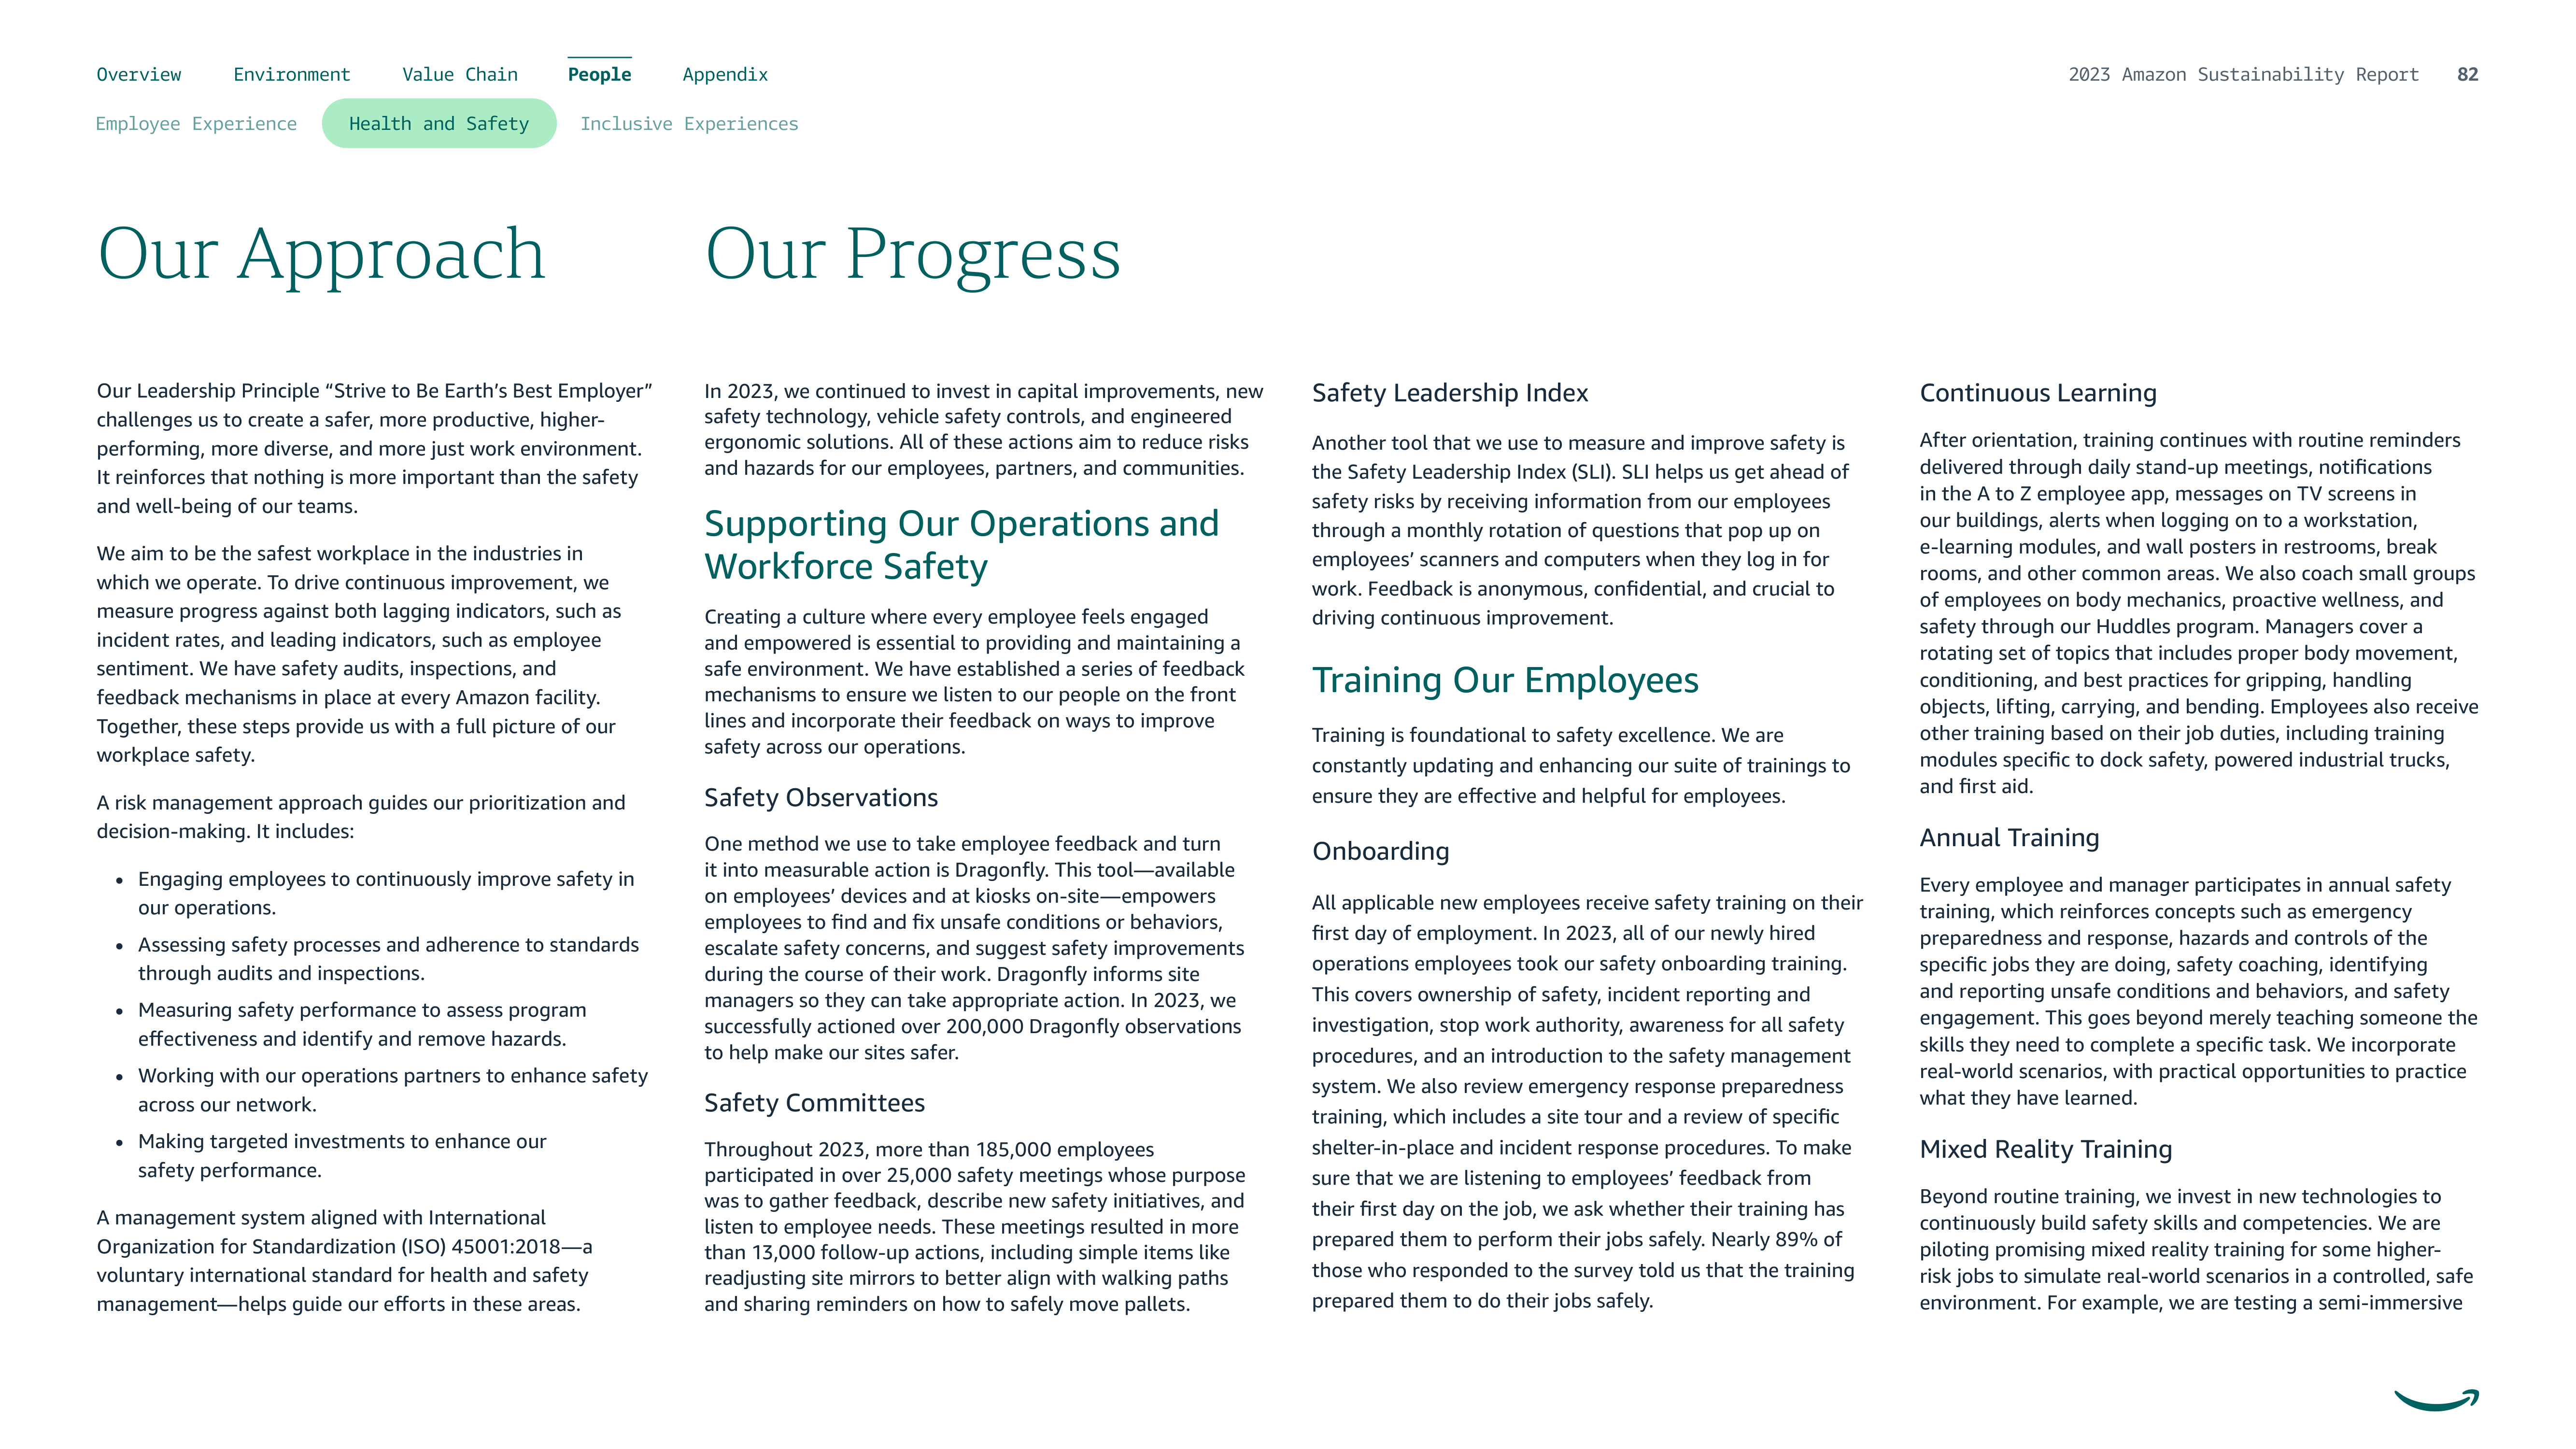 Overview Environment Value Chain People Appendix
2023 Amazon Sustainability Report 82
Employee Experience Health and Safety Inclusive Experiences
Our Approach
Our Leadership Principle “Strive to Be Earth’s Best Employer”
challenges us to create a safer, more productive, higher-
performing, more diverse, and more just work environment.
It reinforces that nothing is more important than the safety
and well-being of our teams.
We aim to be the safest workplace in the industries in
which we operate. To drive continuous improvement, we
measure progress against both lagging indicators, such as
incident rates, and leading indicators, such as employee
sentiment. We have safety audits, inspections, and
feedback mechanisms in place at every Amazon facility.
Together, these steps provide us with a full picture of our
workplace safety.
A risk management approach guides our prioritization and
decision-making. It includes:
• Engaging employees to continuously improve safety in
our operations.
• Assessing safety processes and adherence to standards
through audits and inspections.
• Measuring safety performance to assess program
effectiveness and identify and remove hazards.
• Working with our operations partners to enhance safety
across our network.
• Making targeted investments to enhance our
safety performance.
A management system aligned with International
Organization for Standardization (ISO) 45001:2018—a
voluntary international standard for health and safety
management—helps guide our efforts in these areas.
Our Progress
In 2023, we continued to invest in capital improvements, new
safety technology, vehicle safety controls, and engineered
ergonomic solutions. All of these actions aim to reduce risks
and hazards for our employees, partners, and communities.
Supporting Our Operations and
Workforce Safety
Creating a culture where every employee feels engaged
and empowered is essential to providing and maintaining a
safe environment. We have established a series of feedback
mechanisms to ensure we listen to our people on the front
lines and incorporate their feedback on ways to improve
safety across our operations.
Safety Observations
One method we use to take employee feedback and turn
it into measurable action is Dragonfly. This tool—available
on employees’ devices and at kiosks on-site—empowers
employees to find and fix unsafe conditions or behaviors,
escalate safety concerns, and suggest safety improvements
during the course of their work. Dragonfly informs site
managers so they can take appropriate action. In 2023, we
successfully actioned over 200,000 Dragonfly observations
to help make our sites safer.
Safety Committees
Throughout 2023, more than 185,000 employees
participated in over 25,000 safety meetings whose purpose
was to gather feedback, describe new safety initiatives, and
listen to employee needs. These meetings resulted in more
than 13,000 follow-up actions, including simple items like
readjusting site mirrors to better align with walking paths
and sharing reminders on how to safely move pallets.
Safety Leadership Index
Another tool that we use to measure and improve safety is
the Safety Leadership Index (SLI). SLI helps us get ahead of
safety risks by receiving information from our employees
through a monthly rotation of questions that pop up on
employees’ scanners and computers when they log in for
work. Feedback is anonymous, confidential, and crucial to
driving continuous improvement.
Training Our Employees
Training is foundational to safety excellence. We are
constantly updating and enhancing our suite of trainings to
ensure they are effective and helpful for employees.
Onboarding
All applicable new employees receive safety training on their
first day of employment. In 2023, all of our newly hired
operations employees took our safety onboarding training.
This covers ownership of safety, incident reporting and
investigation, stop work authority, awareness for all safety
procedures, and an introduction to the safety management
system. We also review emergency response preparedness
training, which includes a site tour and a review of specific
shelter-in-place and incident response procedures. To make
sure that we are listening to employees’ feedback from
their first day on the job, we ask whether their training has
prepared them to perform their jobs safely. Nearly 89% of
those who responded to the survey told us that the training
prepared them to do their jobs safely.
Continuous Learning
After orientation, training continues with routine reminders
delivered through daily stand-up meetings, notifications
in the A to Z employee app, messages on TV screens in
our buildings, alerts when logging on to a workstation,
e-learning modules, and wall posters in restrooms, break
rooms, and other common areas. We also coach small groups
of employees on body mechanics, proactive wellness, and
safety through our Huddles program. Managers cover a
rotating set of topics that includes proper body movement,
conditioning, and best practices for gripping, handling
objects, lifting, carrying, and bending. Employees also receive
other training based on their job duties, including training
modules specific to dock safety, powered industrial trucks,
and first aid.
Annual Training
Every employee and manager participates in annual safety
training, which reinforces concepts such as emergency
preparedness and response, hazards and controls of the
specific jobs they are doing, safety coaching, identifying
and reporting unsafe conditions and behaviors, and safety
engagement. This goes beyond merely teaching someone the
skills they need to complete a specific task. We incorporate
real-world scenarios, with practical opportunities to practice
what they have learned.
Mixed Reality Training
Beyond routine training, we invest in new technologies to
continuously build safety skills and competencies. We are
piloting promising mixed reality training for some higher-
risk jobs to simulate real-world scenarios in a controlled, safe
environment. For example, we are testing a semi-immersive